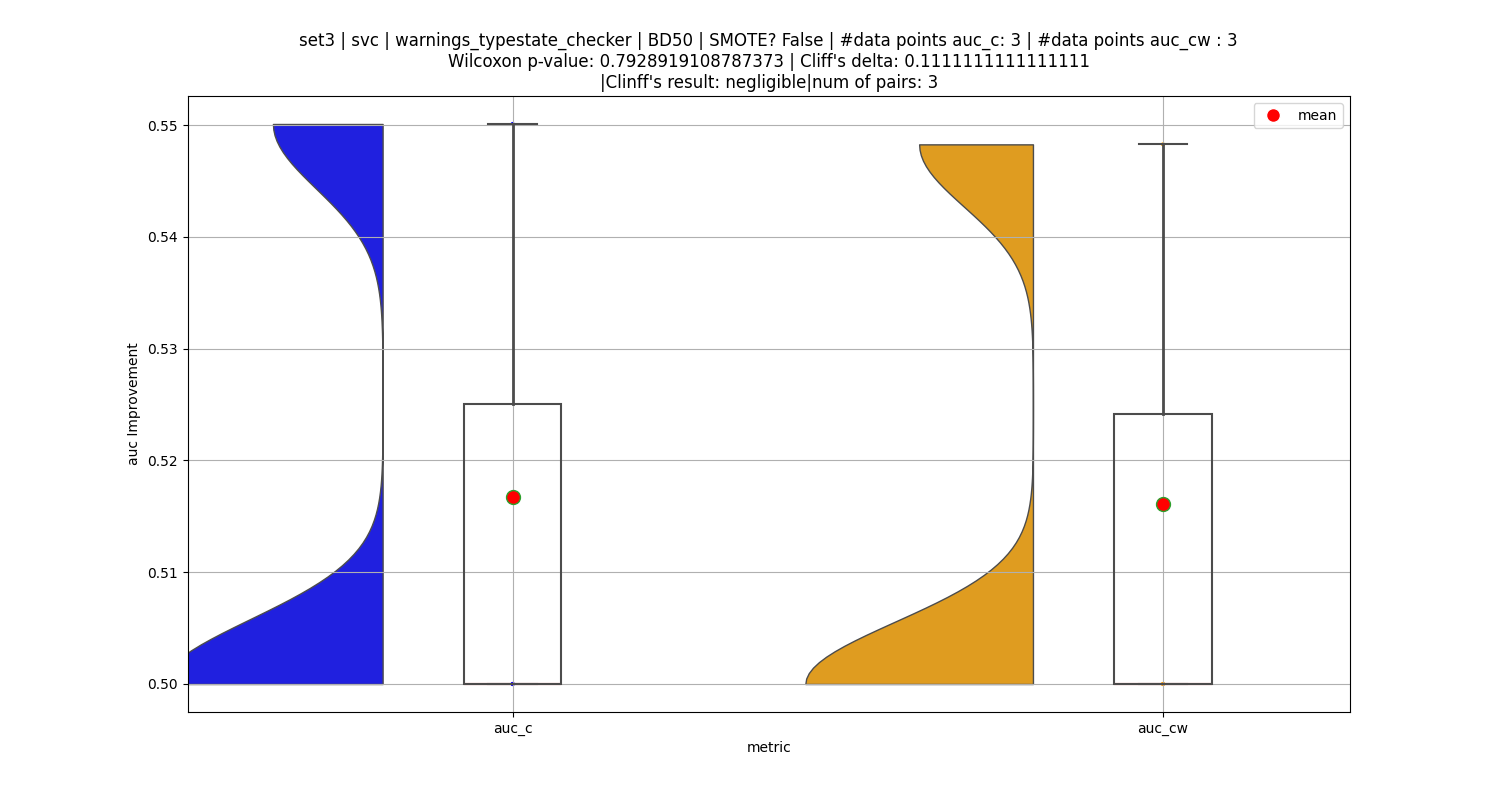 set3 | svc | warnings_typestate_checker | BD50 | SMOTE? False | #data points auc_c: 3 | #data points auc_cw : 3
Wilcoxon p-value: 0.7928919108787373 | Cliff's delta: 0.1111111111111111
|Clinff's result: negligible|num of pairs: 3
mean
0.55
0.54
0.53
0.52
0.51
0.50
auc Improvement
auc_c
auc_cw
metric